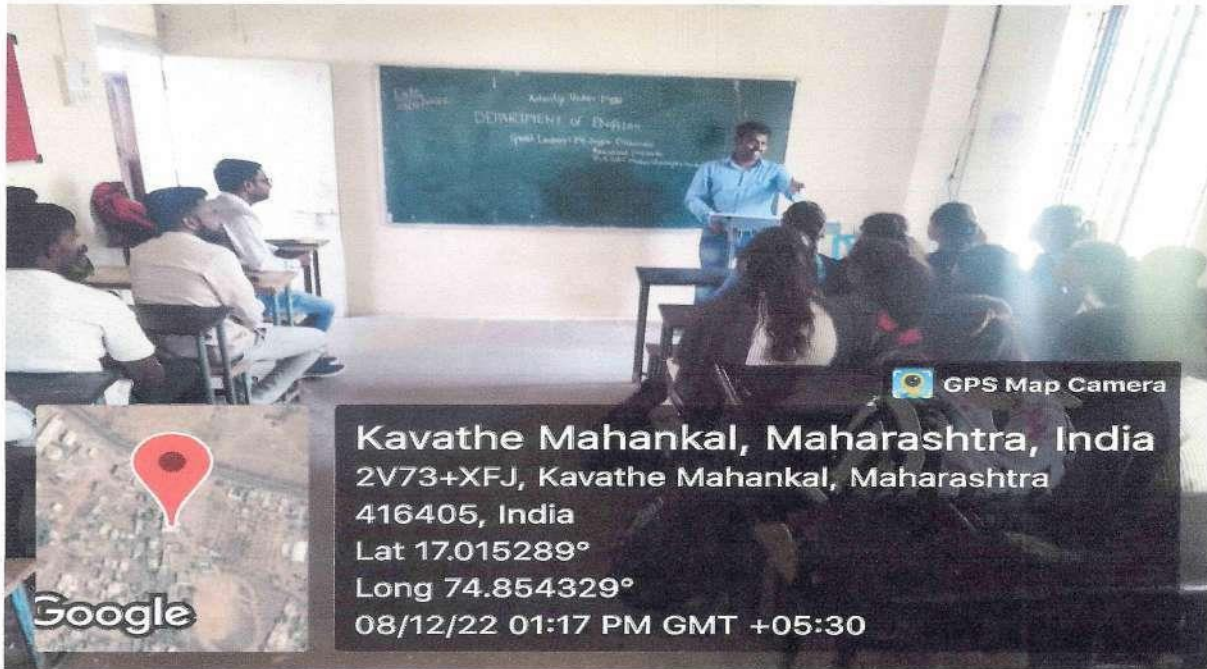 DEPARTMENT of English
GPS Map Camera
Kavathe Mahankal, Maharashtra, India
2V73+XFJ, Kavathe Mahankal, Maharashtra
416405, India
Lat 17.015289°
Long 74.854329°
08/12/22 01:17 PM GMT +05:30
Google